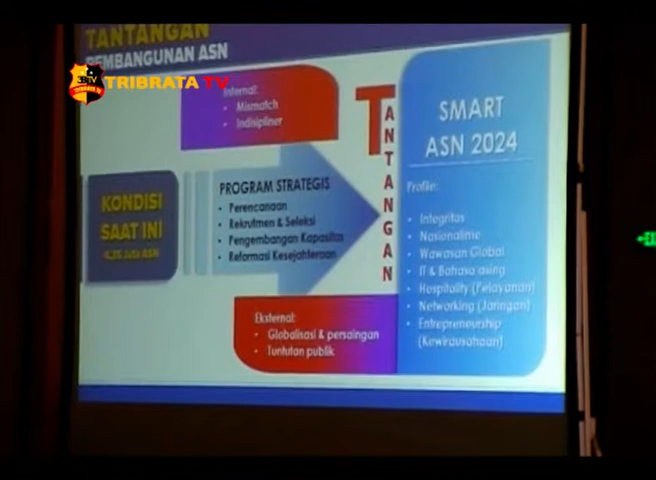 TANTANGAN
PEMBANGUNAN ASN
TRIBRATA TV
TRIBRATA TV
Internal:
• Mismatch
• Indisipliner
KONDISI
SAAT INI
PROGRAM STRATEGIS
• Perencanaan
• Rekrutmen & Seleksi
• Pengembangan Kapasitas
• Reformasi Kesejahteraan
Eksternal:
• Globalisasi & persaingan
• Tuntutan publik
TANTANGAN
SMART
ASN 2024
Profile:
• Integritas
• Nasionalisme
• Wawasan Global
• IT & Bahasa asing
• Hospitality (Pelayanan)
• Networking (Jaringan)
• Entrepreneurship
(Kewirausahaan)